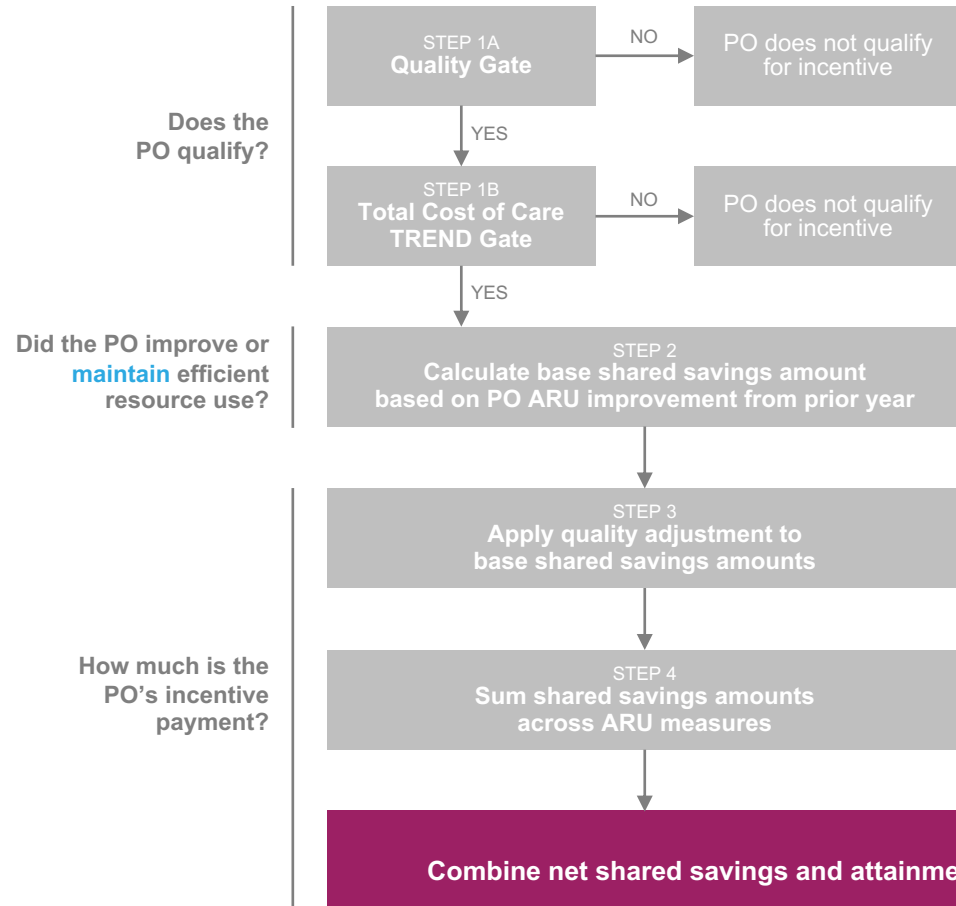 STEP 1A
Quality Gate
NO
PO does not qualify
for incentive
Does the
PO qualify?
YES
STEP 1B
Total Cost of Care
TREND Gate
NO
PO does not qualify
for incentive
YES
Did the PO improve or
maintain efficient
resource use?
STEP 2
Calculate base shared savings amount
based on PO ARU improvement from prior year
STEP 3
Apply quality adjustment to
base shared savings amounts
How much is the
PO’s incentive
payment?
STEP 4
Sum shared savings amounts
across ARU measures
Combine net shared savings and